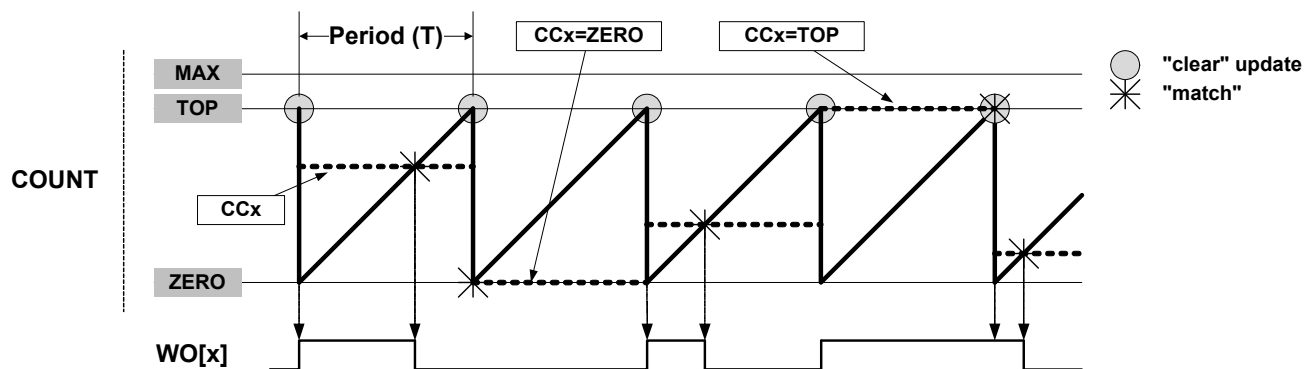 Period (T)
CCx=ZERO
CCx=TOP
"clear" update
"match"
MAX
TOP
COUNT
CCx
ZERO
WO[x]